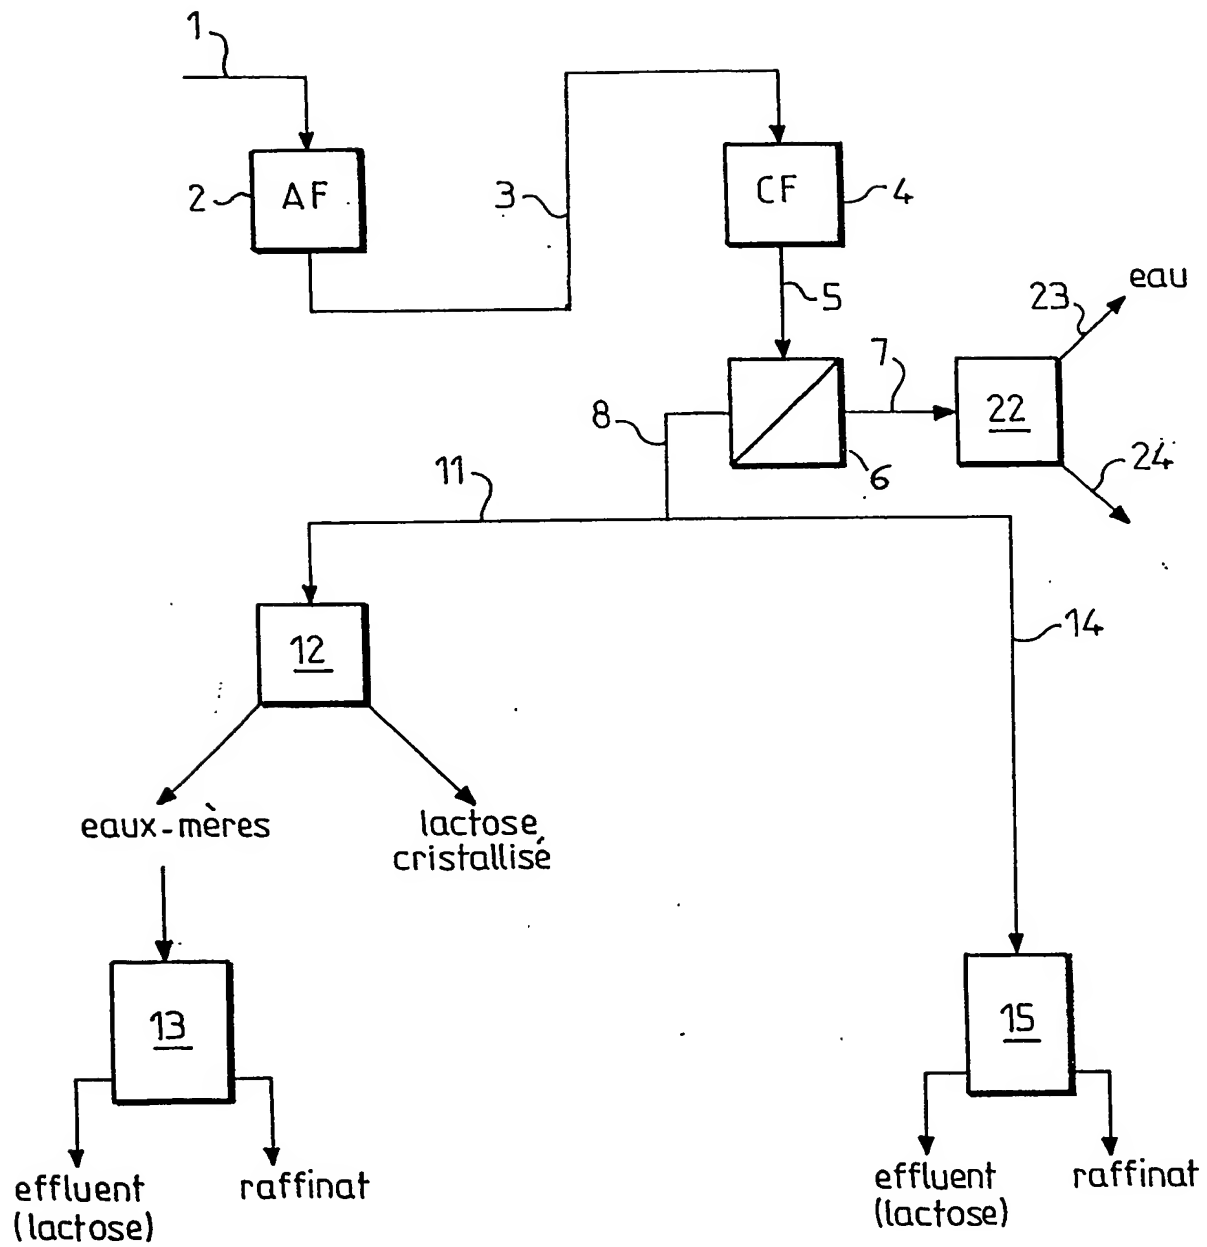 1
2
AF
3
CF
4
5
eau
23
7
22
8
6
24
11
12
14
eaux-mères
lactose
cristallisé
13
15
effluent
(lactose)
raffinat
effluent
(lactose)
raffinat